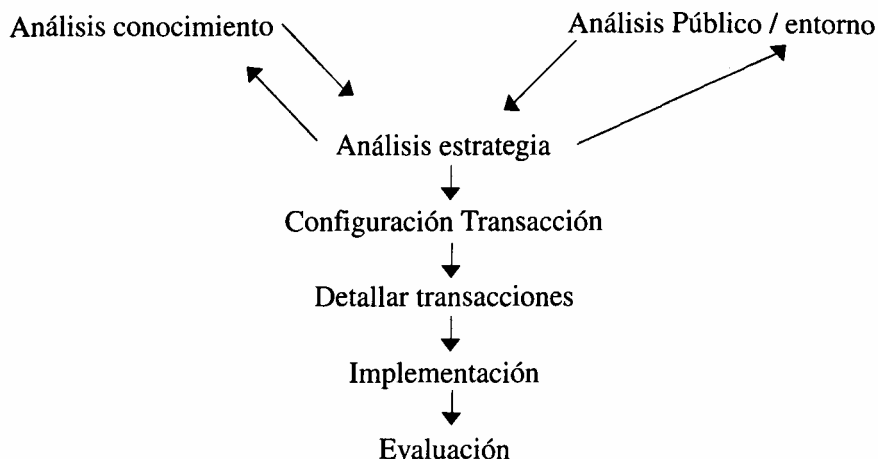 Análisis conocimiento
Análisis Público / entorno
Análisis estrategia
Configuración Transacción
Detallar transacciones
Implementación
Evaluación